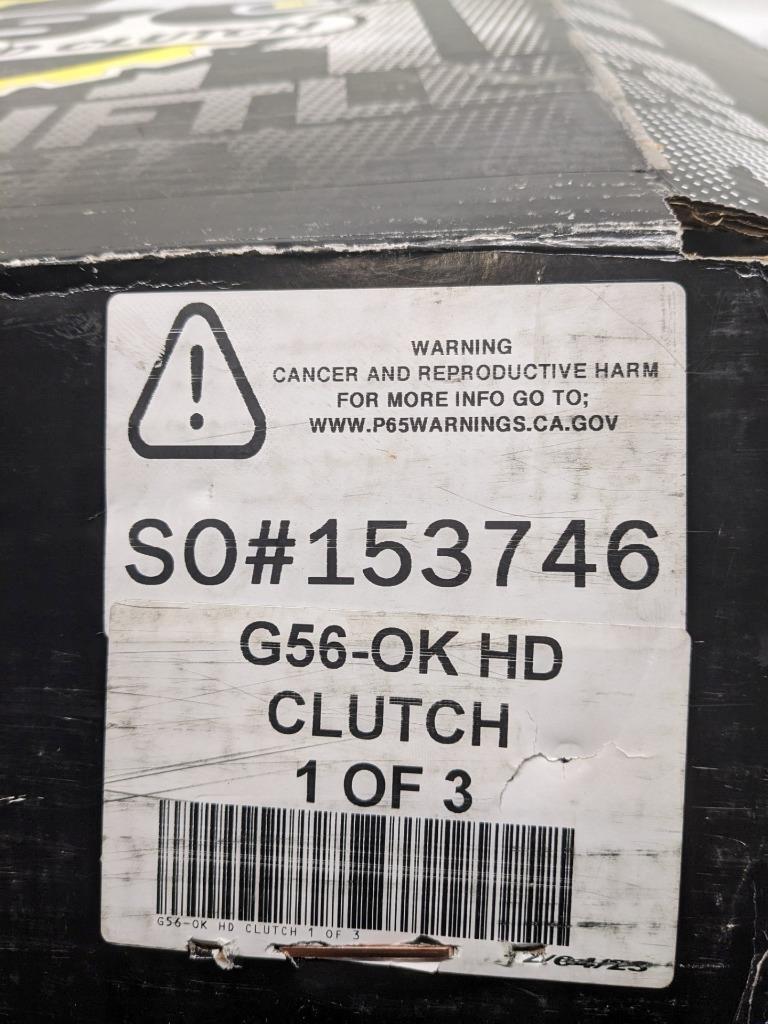 CLUTCH
WARNING
CANCER AND REPRODUCTIVE HARM
FOR MORE INFO GO TO;
WWW.P65WARNINGS.CA.GOV
SO#153746
G56-OK HD
CLUTCH
1 OF 3
G56-OK HD CLUTCH 1 OF 3